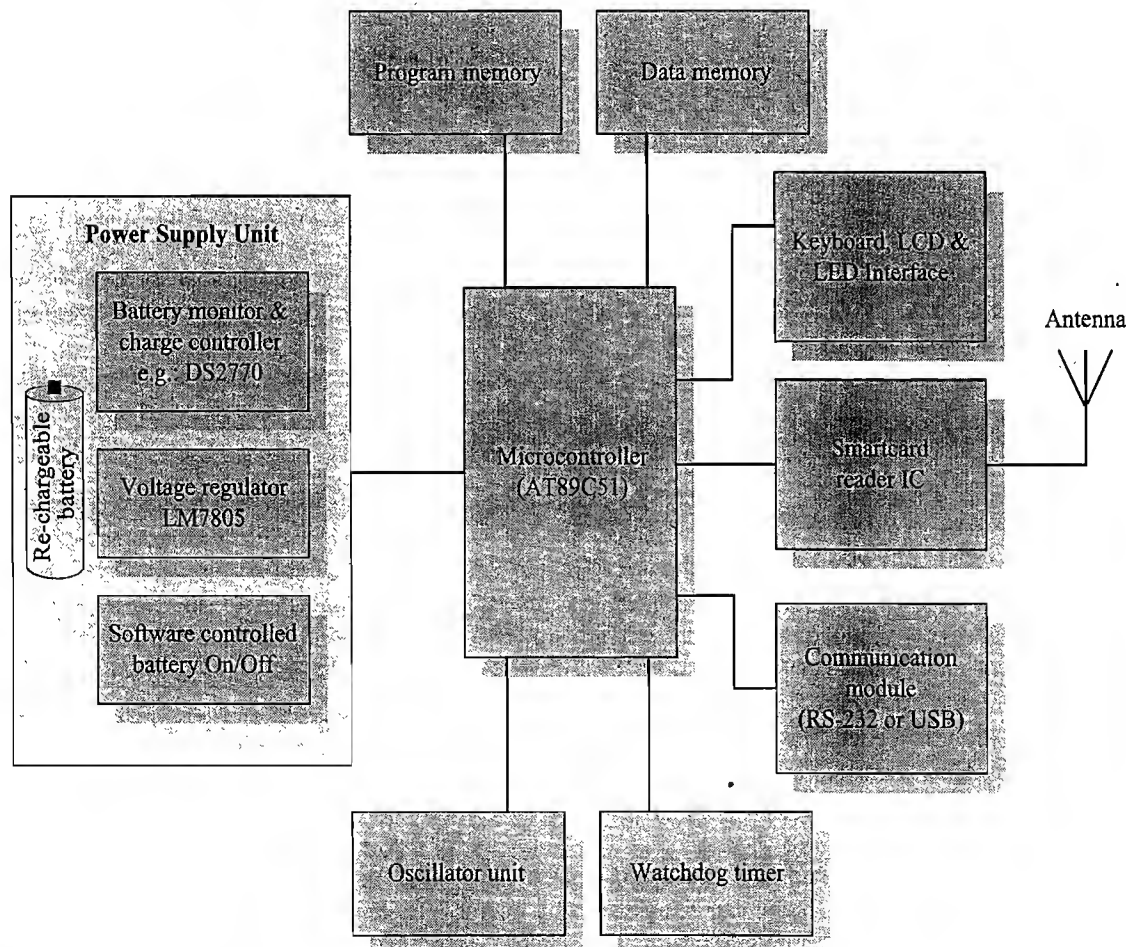 Program memory
Data memory
Power Supply Unit
Battery monitor &
charge controller
e.g.: DS2770
Re-chargeable
battery
Voltage regulator
LM7805
Software controlled
battery On/Off
Microcontroller
(AT89C51)
Keyboard, LCD &
LED Interface
Antenna
Smartcard
reader IC
Communication
module
(RS-232 or USB)
Oscillator unit
Watchdog timer